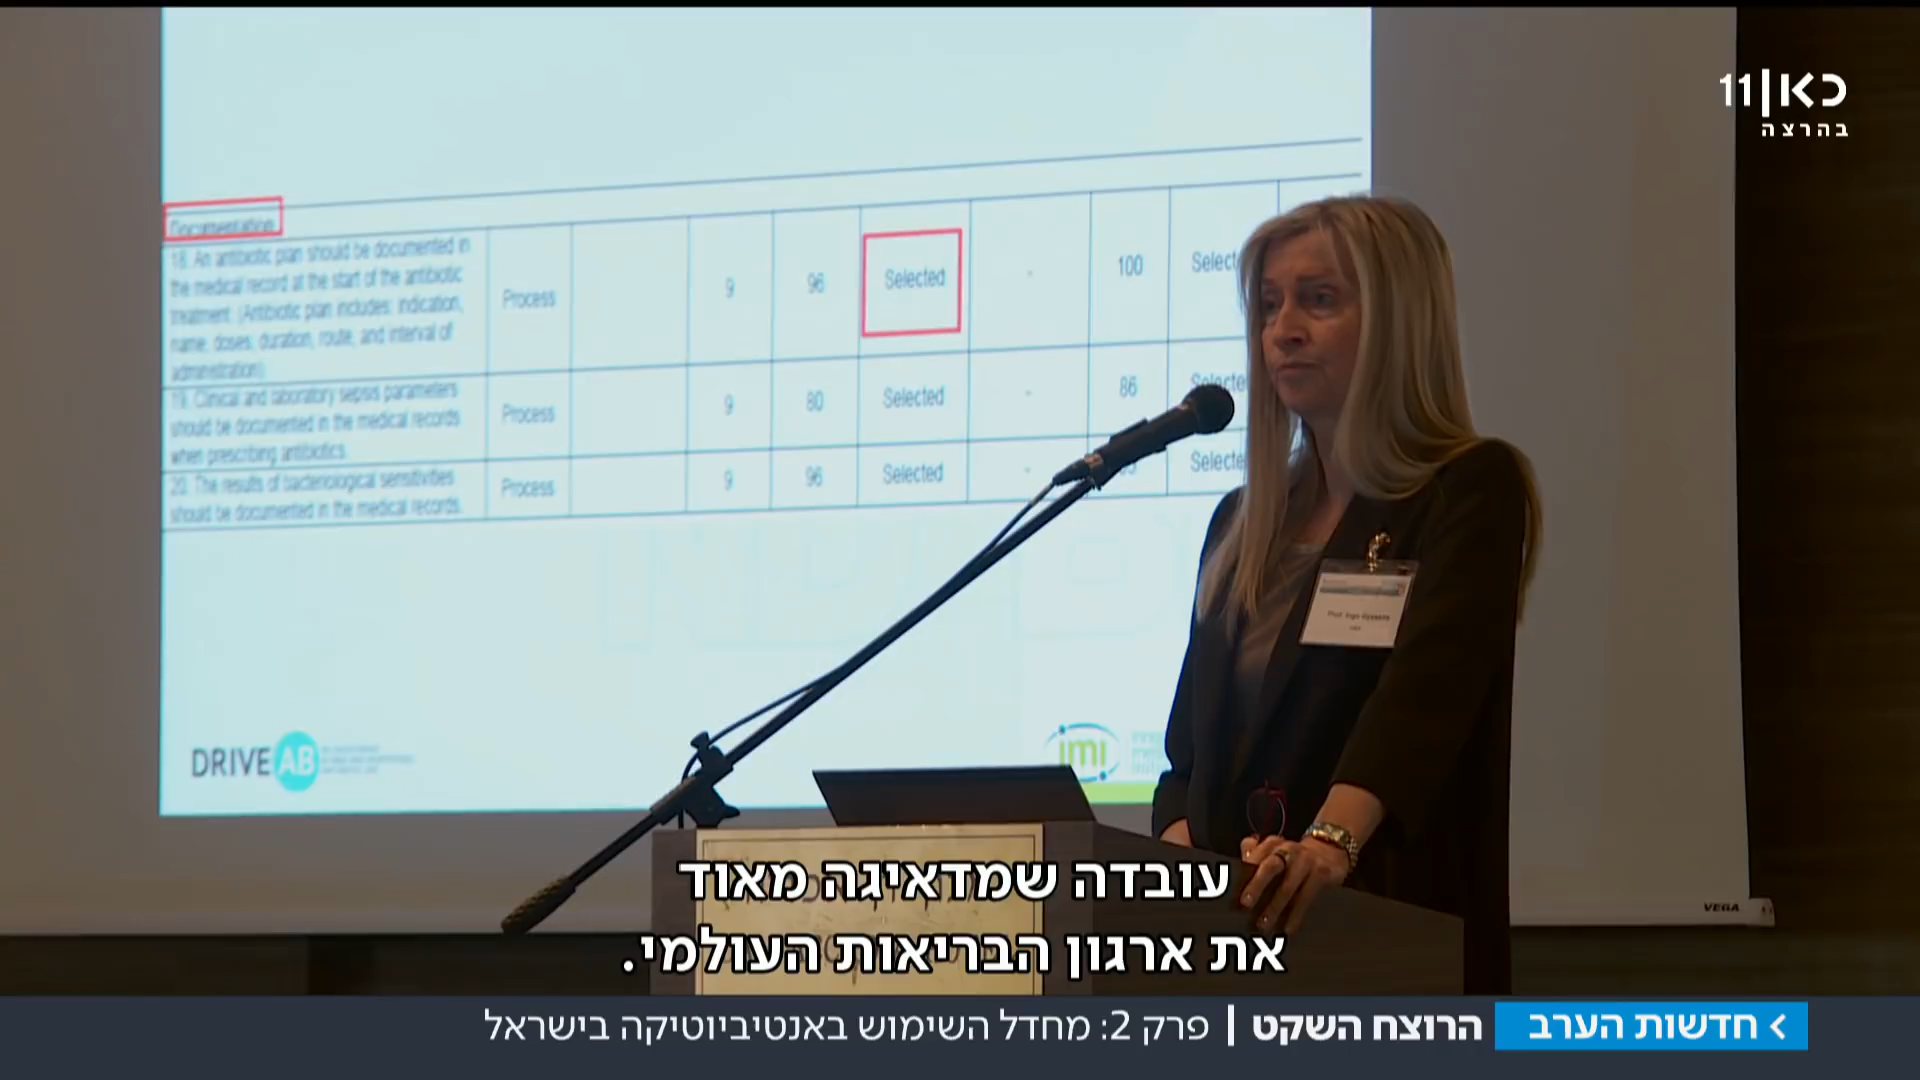 כאן 11
בהרצה
Documentation
18. An antibiotic plan should be documented in
the medical record at the start of the antibiotic
treatment. (Antibiotic plan includes: indication,
name, doses, duration, route, and interval of
administration)
Process 9 96 Selected - 100
19. Clinical and laboratory sepsis parameters
should be documented in the medical records
when prescribing antibiotics.
Process 9 80 Selected - 86
20. The results of bacteriological sensitivities
should be documented in the medical records.
Process 9 96 Selected -
DRIVE AB
imi
Prof. Inge Gyssens
VEGA
עובדה שמדאיגה מאוד
את ארגון הבריאות העולמי.
חדשות הערב
הרוצח השקט | פרק 2: מחדל השימוש באנטיביוטיקה בישראל